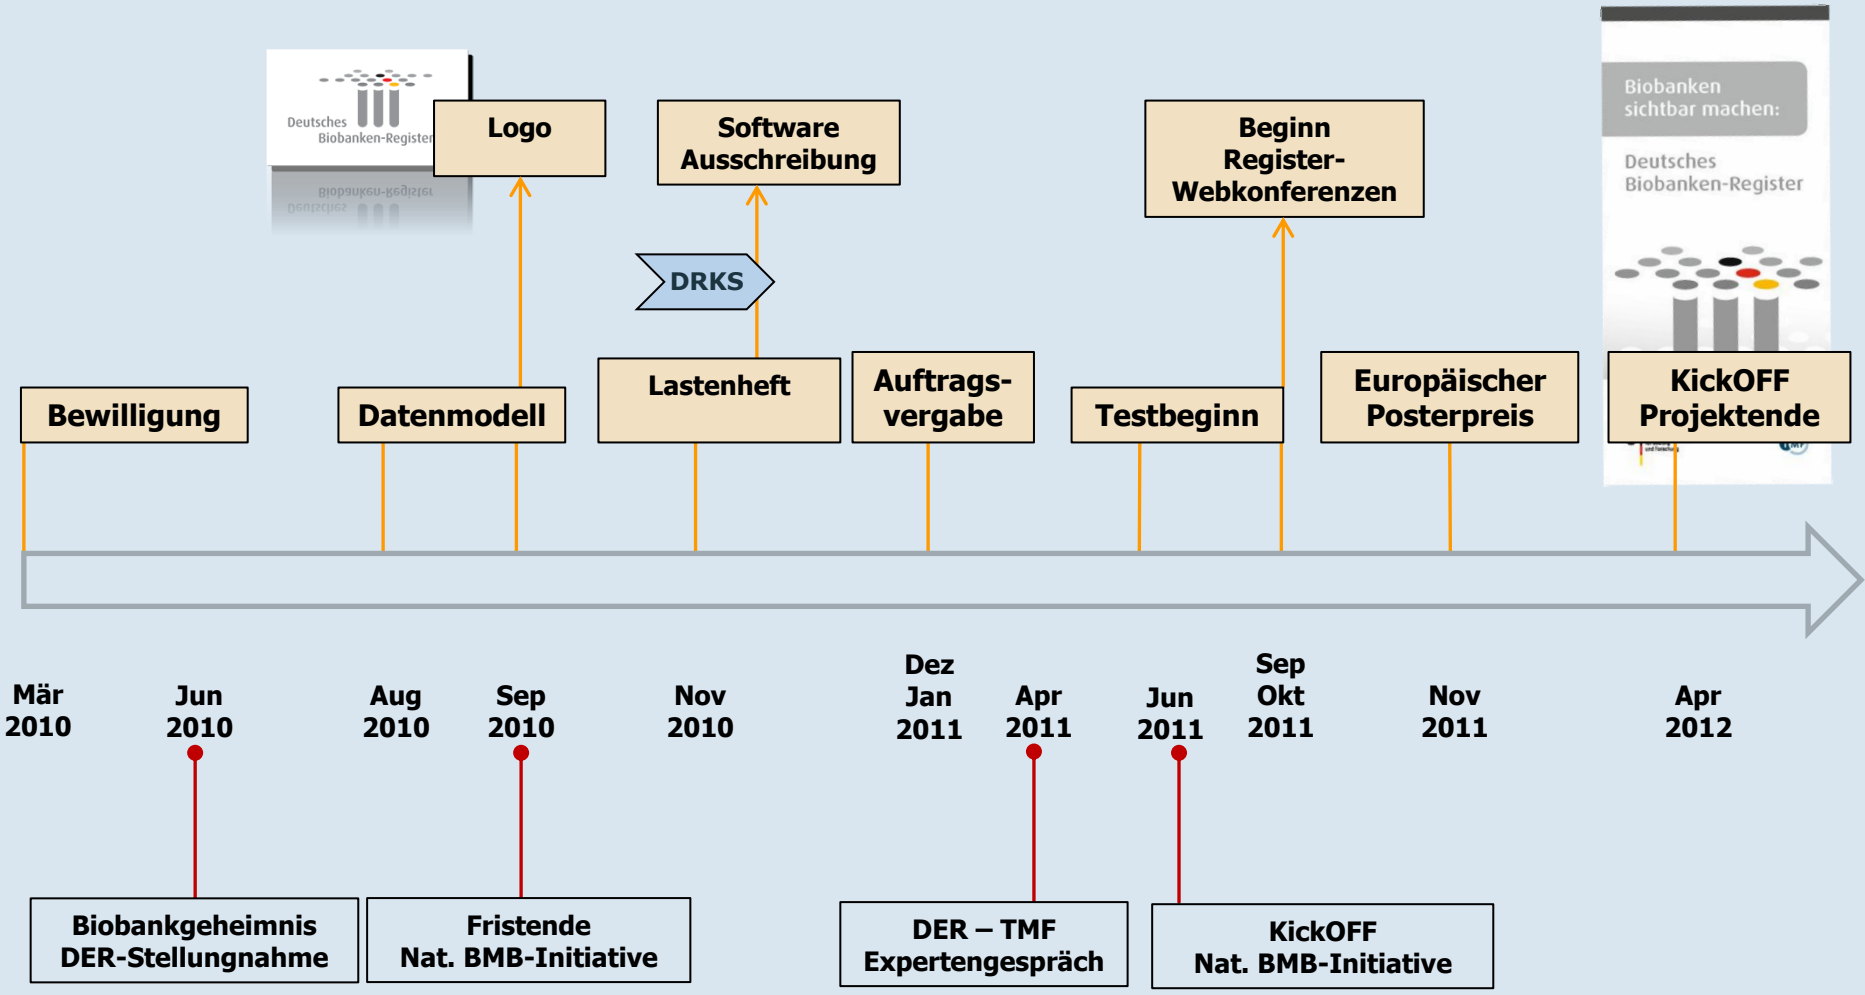 Deutsches
Biobanken-Register
Biobanken
sichtbar machen:
Deutsches
Biobanken-Register
Logo
Software
Ausschreibung
Beginn
Register-
Webkonferenzen
DRKS
Bewilligung
Datenmodell
Lastenheft
Auftrags-
vergabe
Testbeginn
Europäischer
Posterpreis
KickOFF
Projektende
und Forschung
Mär
2010
Jun
2010
Aug
2010
Sep
2010
Nov
2010
Dez
Jan
2011
Apr
2011
Jun
2011
Sep
Okt
2011
Nov
2011
Apr
2012
Biobankgeheimnis
DER-Stellungnahme
Fristende
Nat. BMB-Initiative
DER – TMF
Expertengespräch
KickOFF
Nat. BMB-Initiative